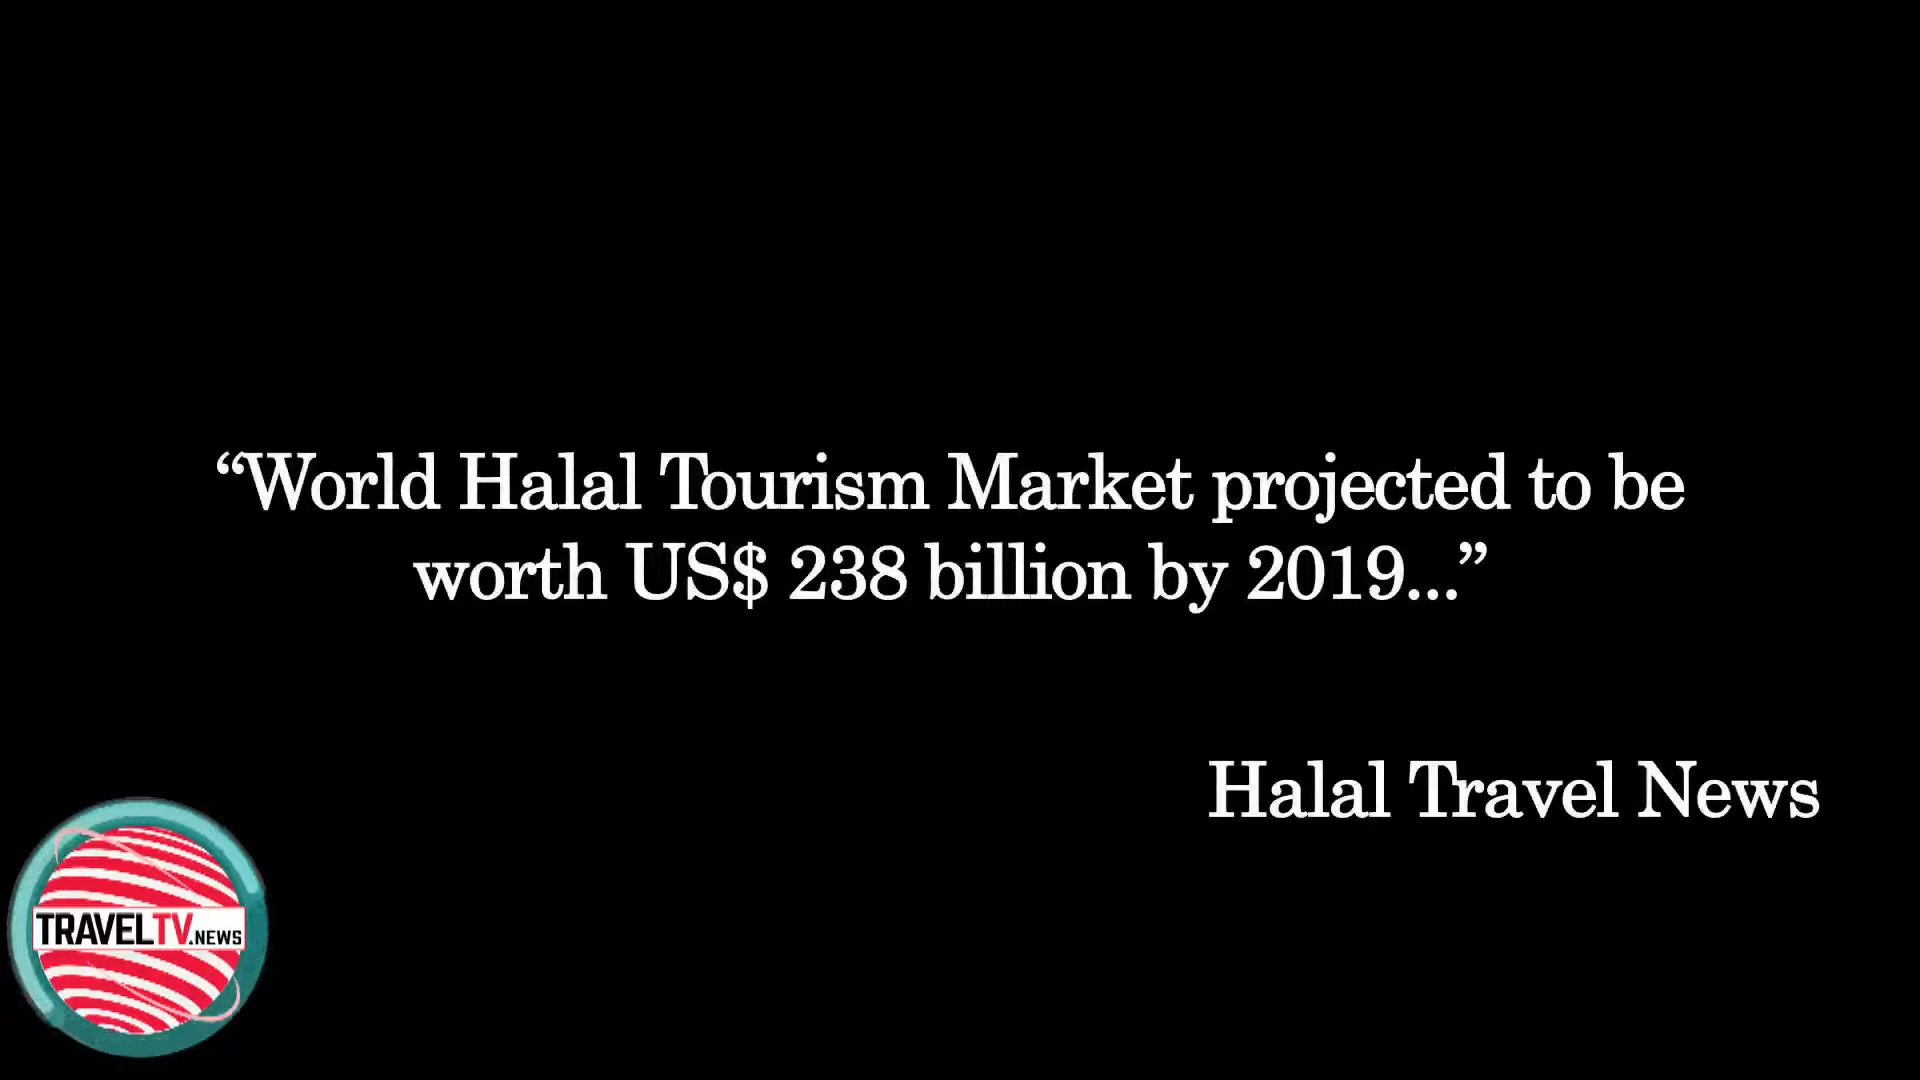 “World Halal Tourism Market projected to be
worth US$ 238 billion by 2019...”
Halal Travel News
TRAVELTV.NEWS